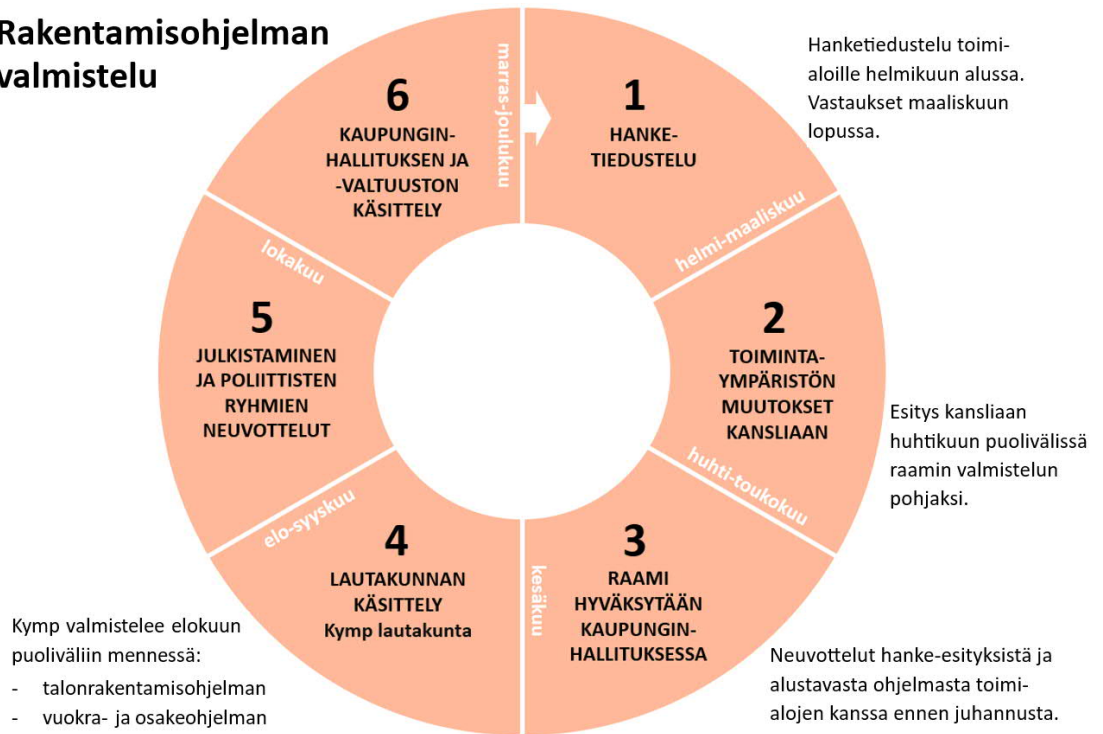 Rakentamisohjelman
valmistelu
1
HANKE-
TIEDUSTELU
helmi-maaliskuu
Hanketiedustelu toimi-
aloille helmikuun alussa.
Vastaukset maaliskuun
lopussa.
2
TOIMINTA-
YMPÄRISTÖN
MUUTOKSET
KANSLIAAN
huhti-toukokuu
Esitys kansliaan
huhtikuun puolivälissä
raamin valmistelun
pohjaksi.
3
RAAMI
HYVÄKSYTÄÄN
KAUPUNGIN-
HALLITUKSESSA
kesäkuu
Neuvottelut hanke-esityksistä ja
alustavasta ohjelmasta toimi-
alojen kanssa ennen juhannusta.
4
LAUTAKUNNAN
KÄSITTELY
Kymp lautakunta
elo-syyskuu
Kymp valmistelee elokuun
puoliväliin mennessä:
- talonrakentamisohjelman
- vuokra- ja osakeohjelman
5
JULKISTAMINEN
JA POLIITTISTEN
RYHMIEN
NEUVOTTELUT
lokakuu
6
KAUPUNGIN-
HALLITUKSEN JA
-VALTUUSTON
KÄSITTELY
marras-joulukuu